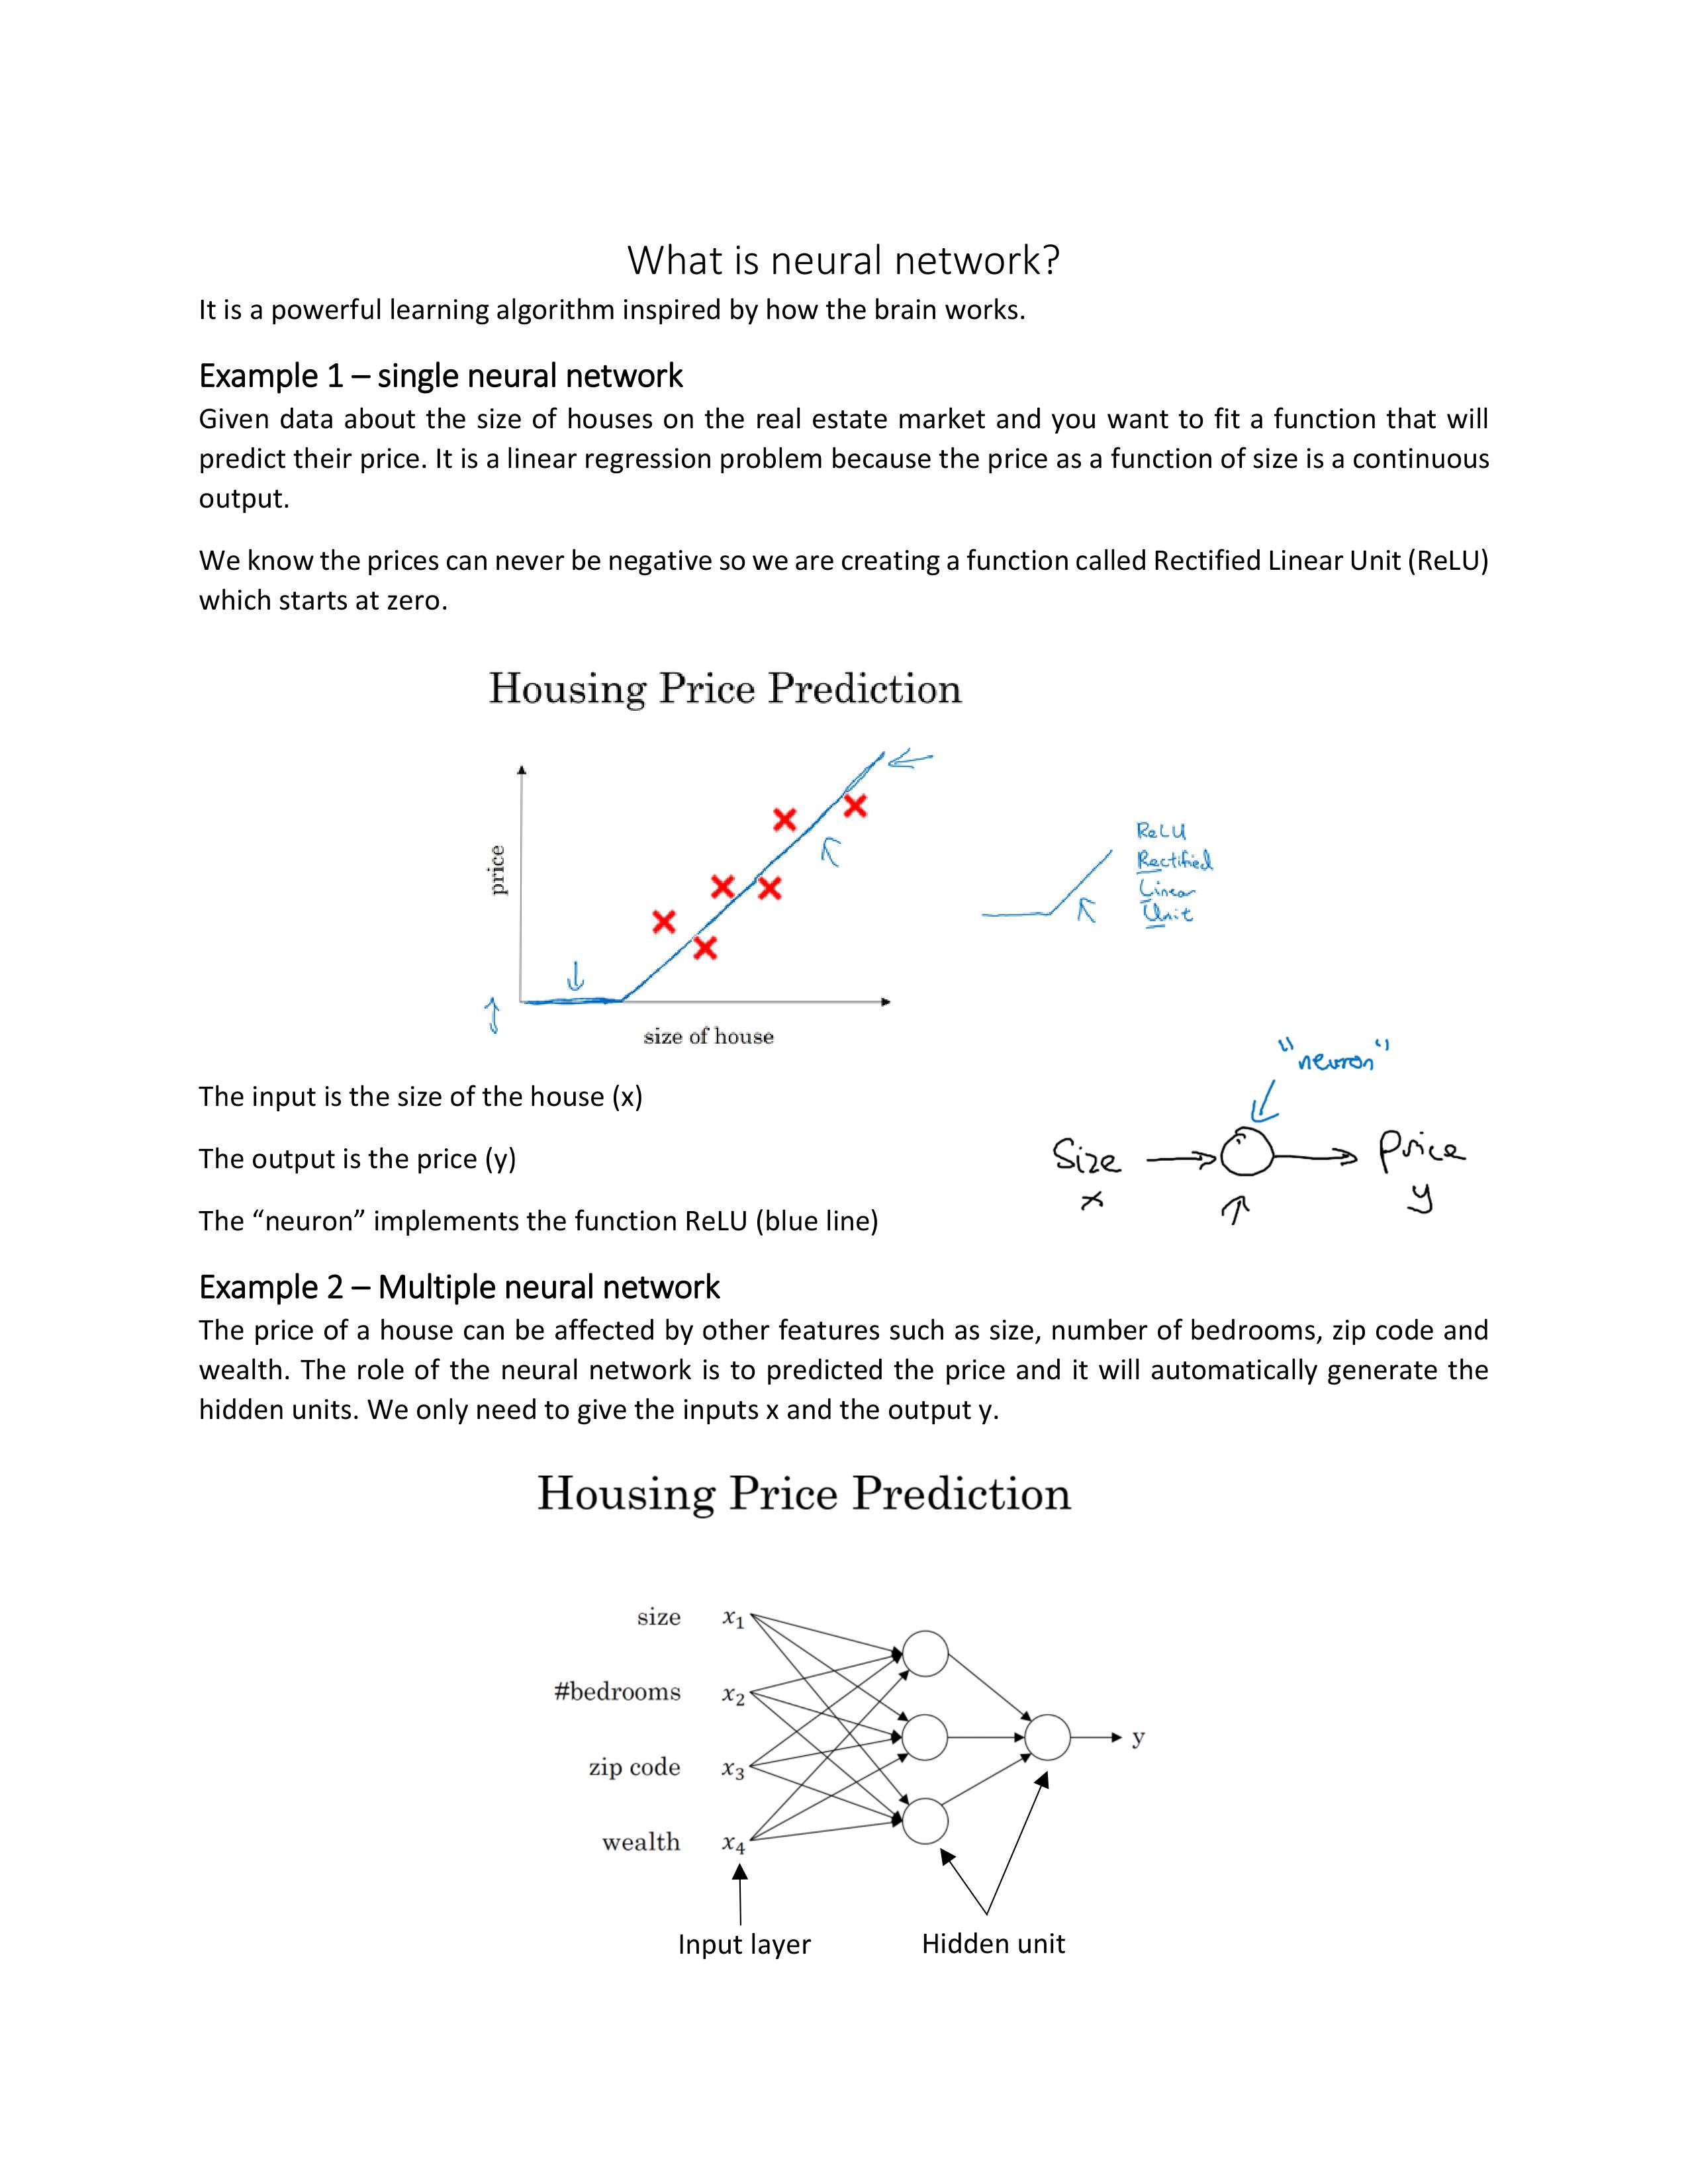 What is neural network?
It is a powerful learning algorithm inspired by how the brain works.
Example 1 – single neural network
Given data about the size of houses on the real estate market and you want to fit a function that will
predict their price. It is a linear regression problem because the price as a function of size is a continuous
output.
We know the prices can never be negative so we are creating a function called Rectified Linear Unit (ReLU)
which starts at zero.
Housing Price Prediction
price
size of house
ReLU
Rectified
Linear
Unit
The input is the size of the house (x)
The output is the price (y)
The “neuron” implements the function ReLU (blue line)
"neuron"
Size
x
Price
y
Example 2 – Multiple neural network
The price of a house can be affected by other features such as size, number of bedrooms, zip code and
wealth. The role of the neural network is to predicted the price and it will automatically generate the
hidden units. We only need to give the inputs x and the output y.
Housing Price Prediction
size x₁
#bedrooms x₂
zip code x₃
wealth x₄
y
Input layer
Hidden unit